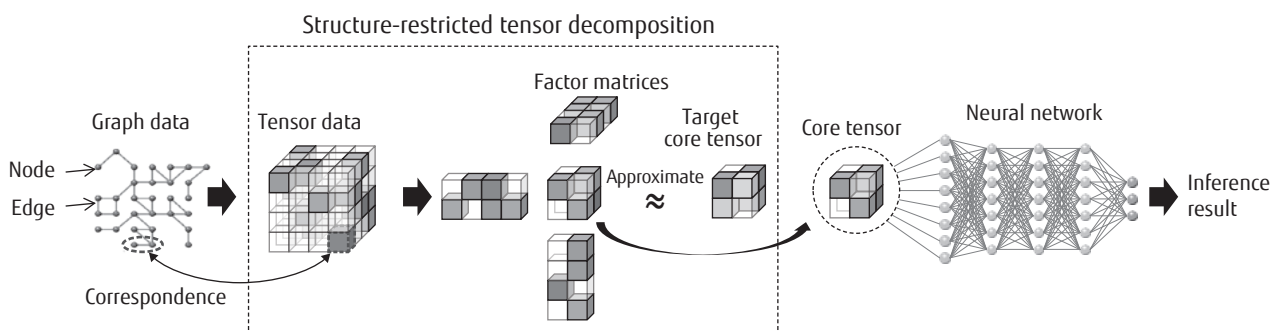 Structure-restricted tensor decomposition
Factor matrices
Graph data
Tensor data
Target
core tensor
Core tensor
Neural network
Node
Edge
Approximate
≈
Inference
result
Correspondence